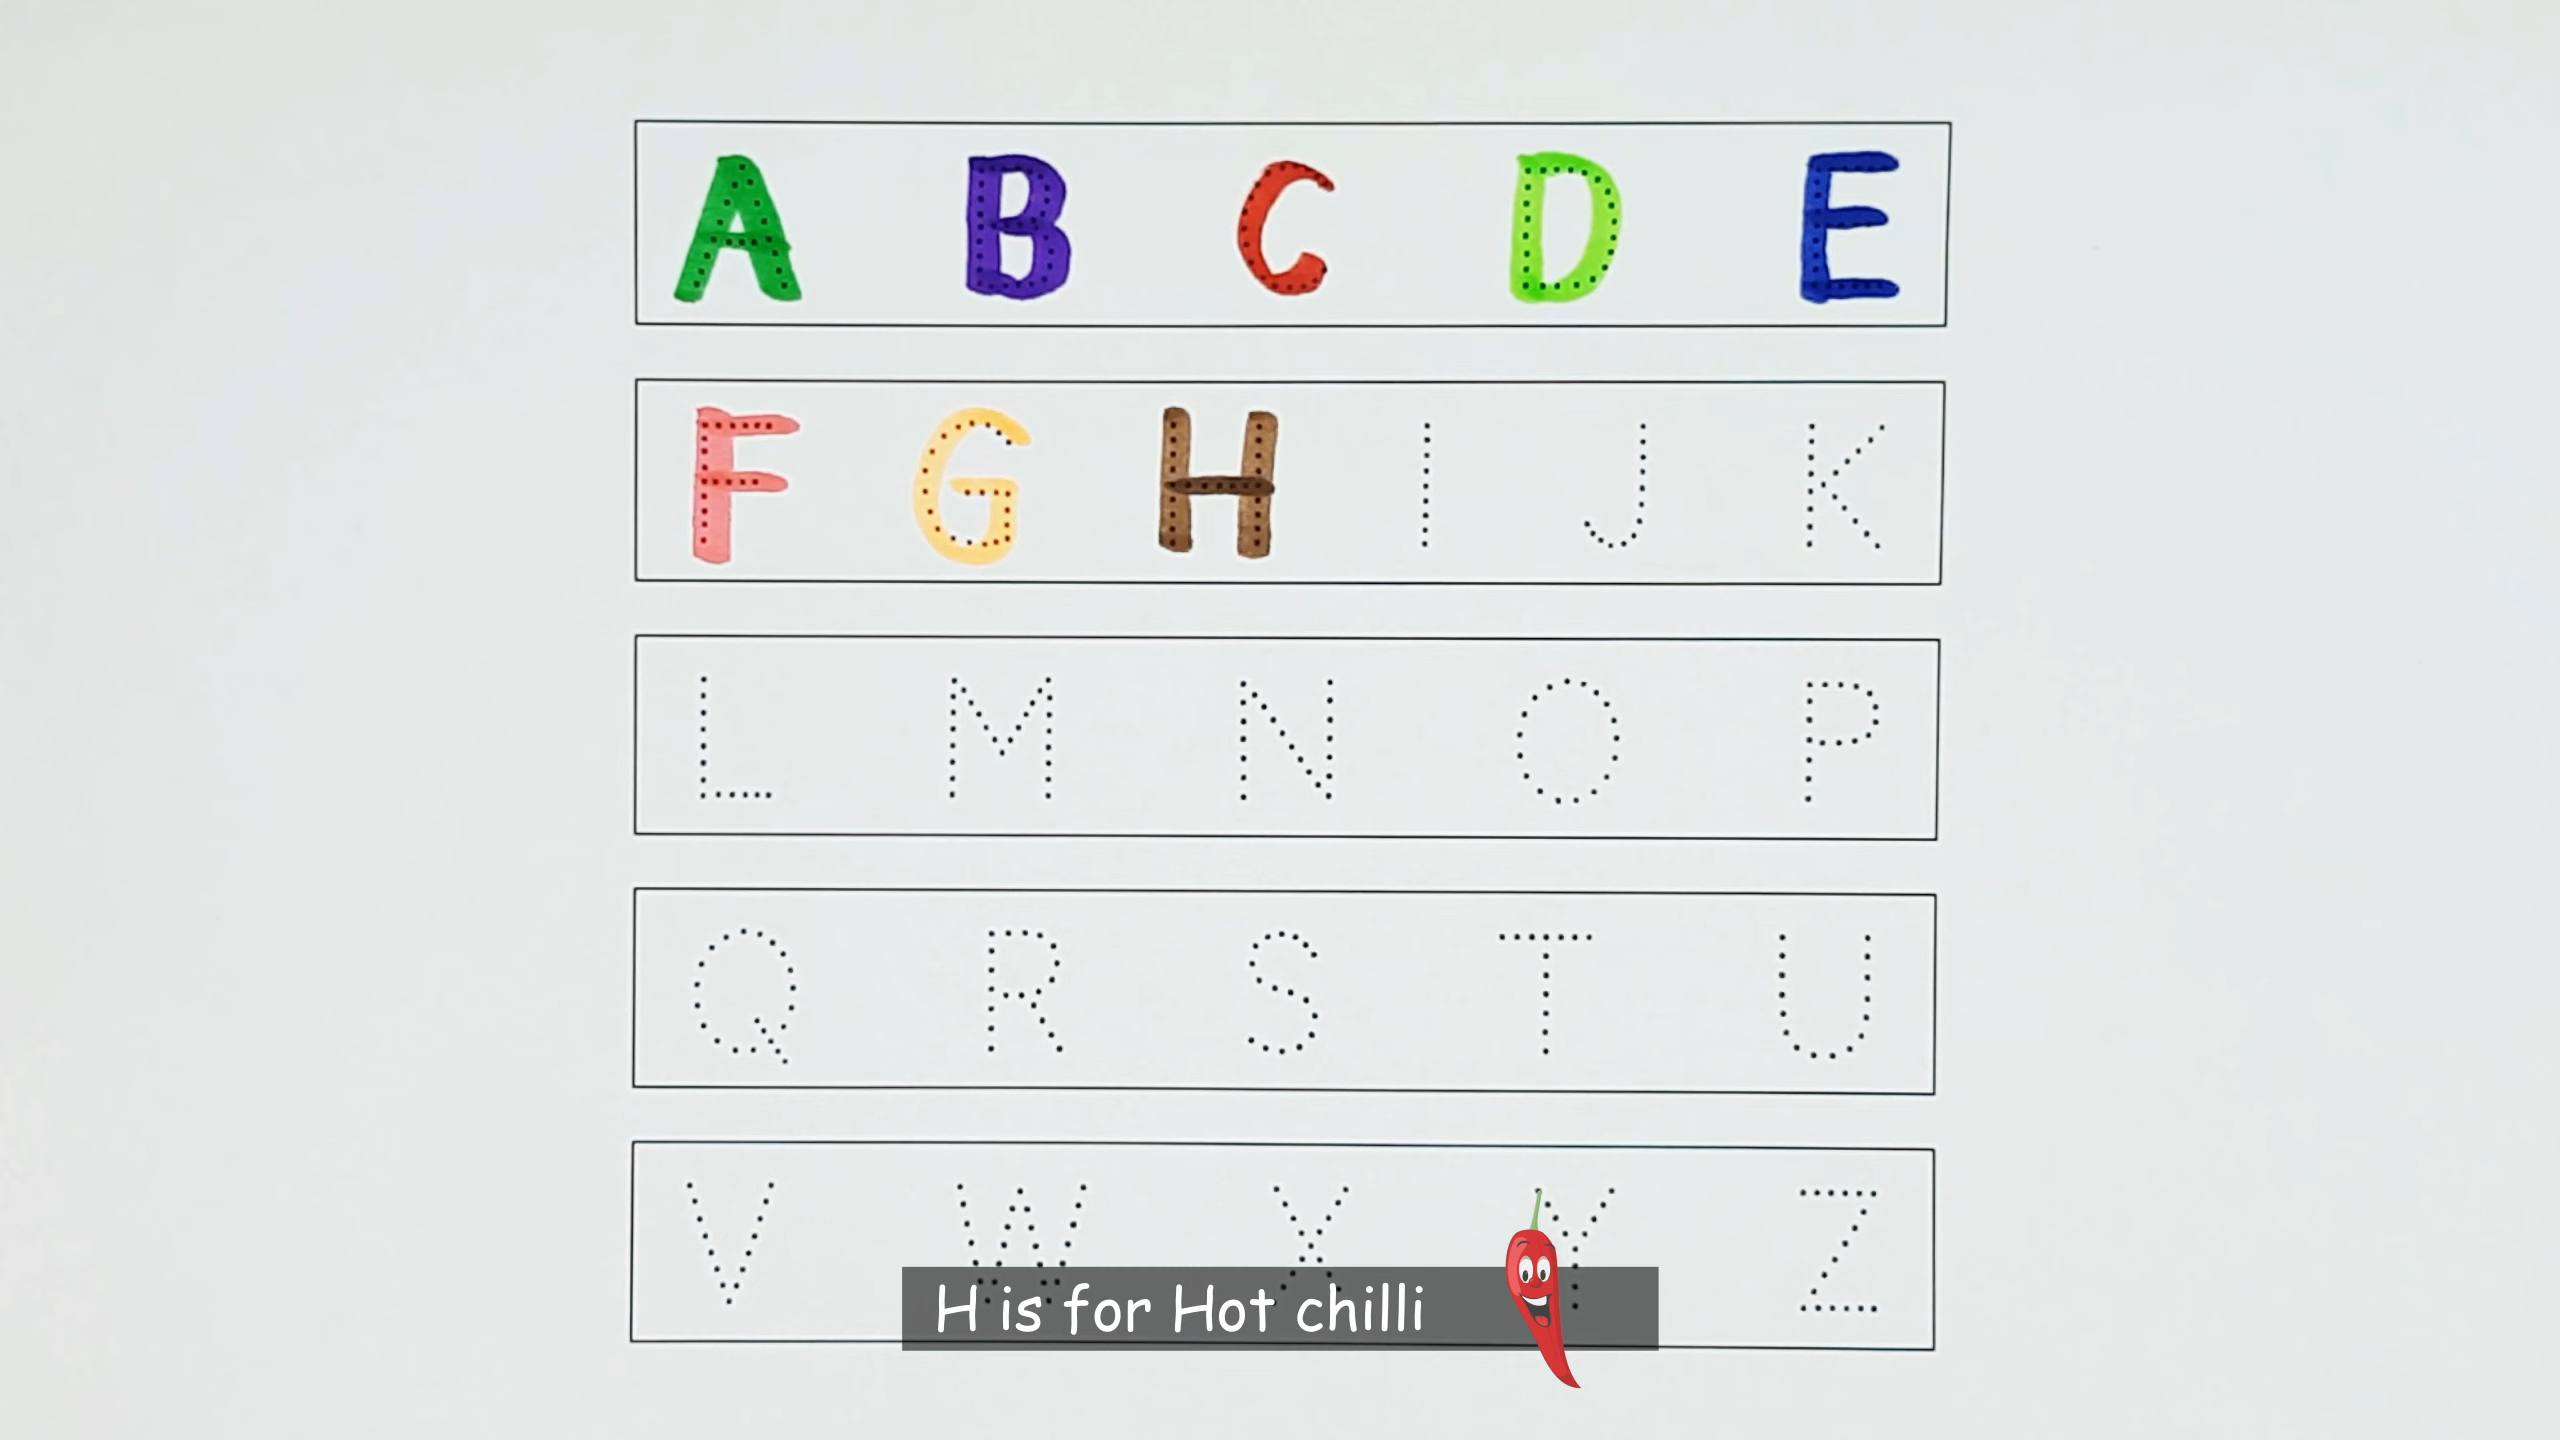 A B C D E
F G H I J K
L M N O P
Q R S T U
V W X Y Z
H is for Hot chilli